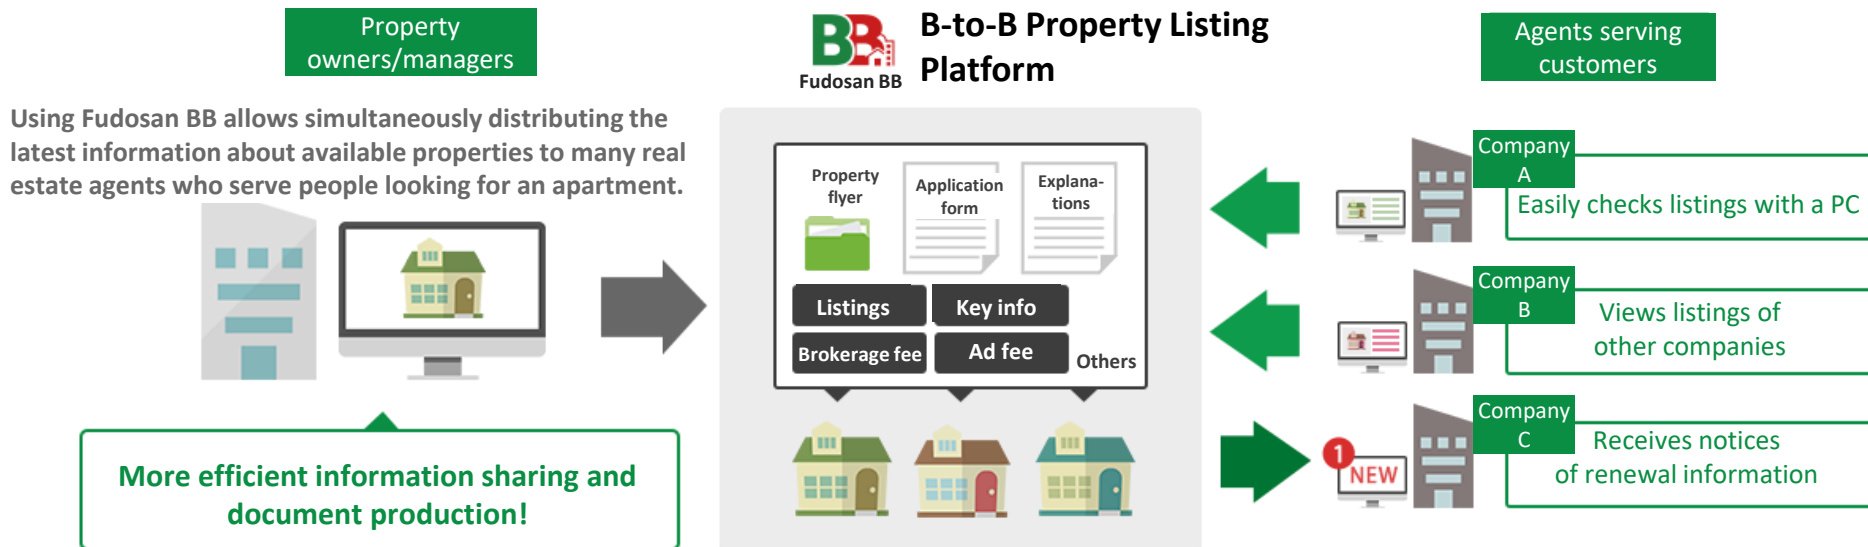 Property
owners/managers
Using Fudosan BB allows simultaneously distributing the
latest information about available properties to many real
estate agents who serve people looking for an apartment.
More efficient information sharing and
document production!
BB
Fudosan BB
B-to-B Property Listing
Platform
Property
flyer
Application
form
Explana-
tions
Listings
Key info
Brokerage fee
Ad fee
Others
Agents serving
customers
Company
A
Easily checks listings with a PC
Company
B
Views listings of
other companies
Company
C
Receives notices
of renewal information
1
NEW